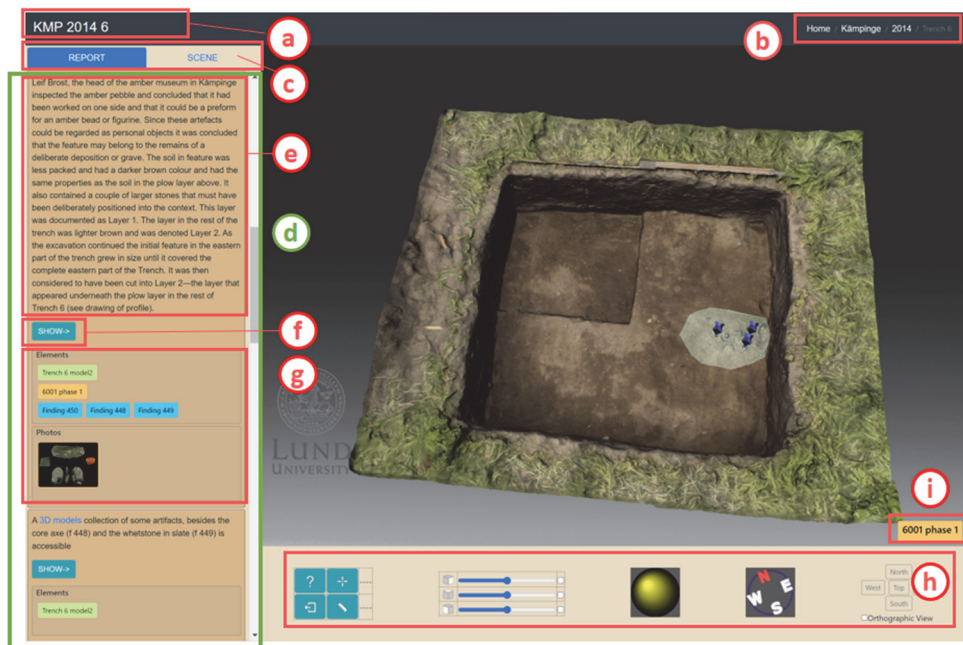 KMP 2014 6
a
b
Home / Kämpinge / 2014 / Trench 6
REPORT
SCENE
c
Leif Brost, the head of the amber museum in Kämpinge
inspected the amber pebble and concluded that it had
been worked on one side and that it could be a preform
for an amber bead or figurine. Since these artefacts
could be regarded as personal objects it was concluded
that the feature may belong to the remains of a
deliberate deposition or grave. The soil in feature was
less packed and had a darker brown colour and had the
same properties as the soil in the plow layer above. It
also contained a couple of larger stones that must have
been deliberately positioned into the context. This layer
was documented as Layer 1. The layer in the rest of the
trench was lighter brown and was denoted Layer 2. As
the excavation continued the initial feature in the eastern
part of the trench grew in size until it covered the
complete eastern part of the Trench. It was then
considered to have been cut into Layer 2—the layer that
appeared underneath the plow layer in the rest of
Trench 6 (see drawing of profile).
e
d
SHOW->
f
Elements
g
Trench 6 model2
6001 phase 1
Finding 450 Finding 448 Finding 449
Photos
LUND
UNIVERSITY
A 3D models collection of some artifacts, besides the
core axe (f 448) and the whetstone in slate (f 449) is
accessible
SHOW->
Elements
Trench 6 model2
i
6001 phase 1
?
N
W
E
S
North
West
Top
South
Orthographic View
h